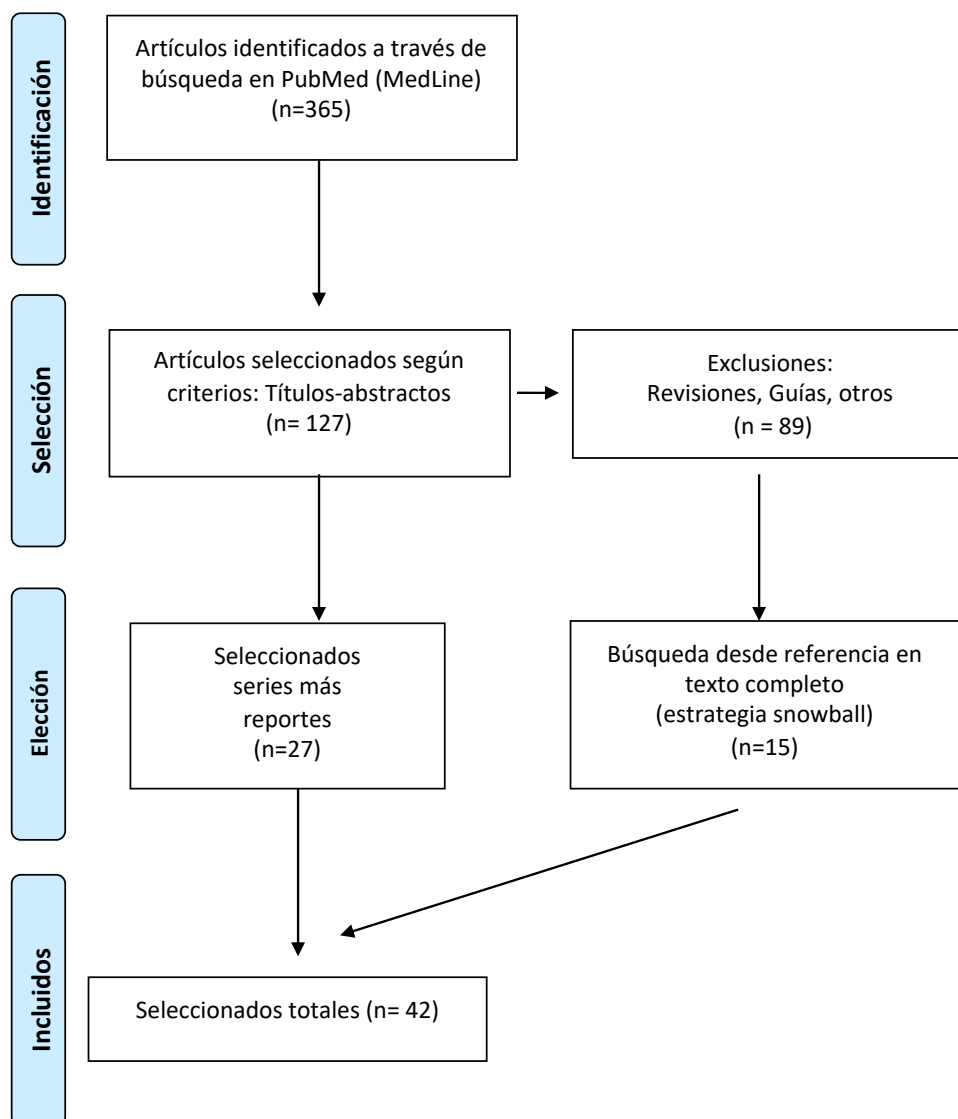 Identificación
Artículos identificados a través de
búsqueda en PubMed (MedLine)
(n=365)
Selección
Artículos seleccionados según
criterios: Títulos-abstractos
(n= 127)
Exclusiones:
Revisiones, Guías, otros
(n = 89)
Elección
Seleccionados
series más
reportes
(n=27)
Búsqueda desde referencia en
texto completo
(estrategia snowball)
(n=15)
Incluidos
Seleccionados totales (n= 42)